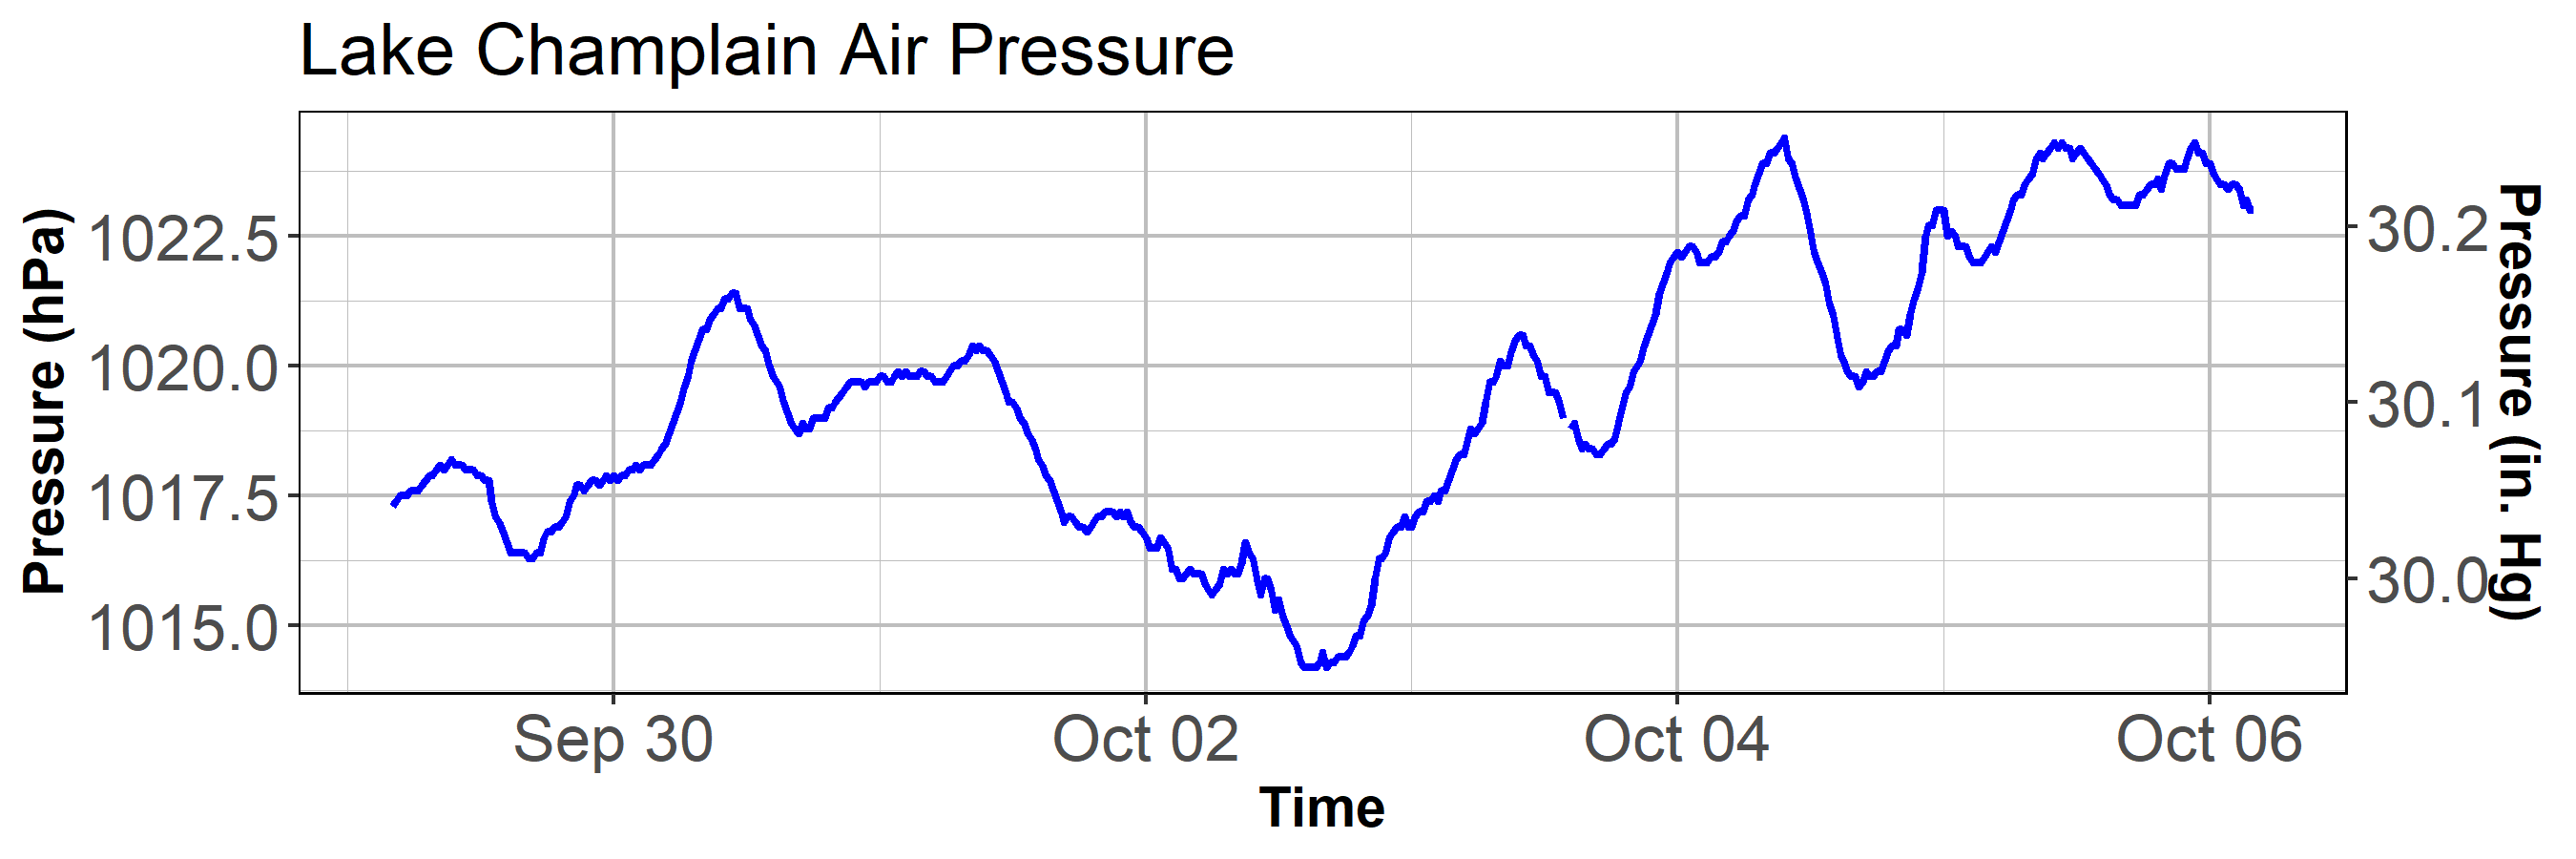 Lake Champlain Air Pressure
Pressure (hPa)
1022.5
1020.0
1017.5
1015.0
30.2
30.1
30.0
Pressure (in. Hg)
Sep 30
Oct 02
Oct 04
Oct 06
Time